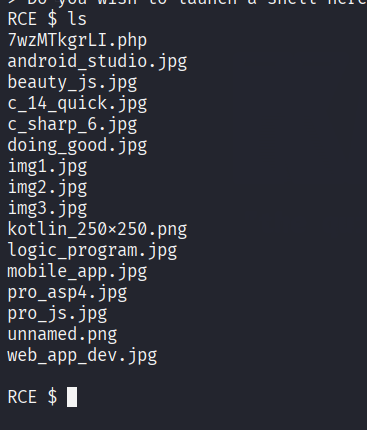 > Do you wish to launch a shell here
RCE $ ls
7wzMTkgrLI.php
android_studio.jpg
beauty_js.jpg
c_14_quick.jpg
c_sharp_6.jpg
doing_good.jpg
img1.jpg
img2.jpg
img3.jpg
kotlin_250×250.png
logic_program.jpg
mobile_app.jpg
pro_asp4.jpg
pro_js.jpg
unnamed.png
web_app_dev.jpg
RCE $